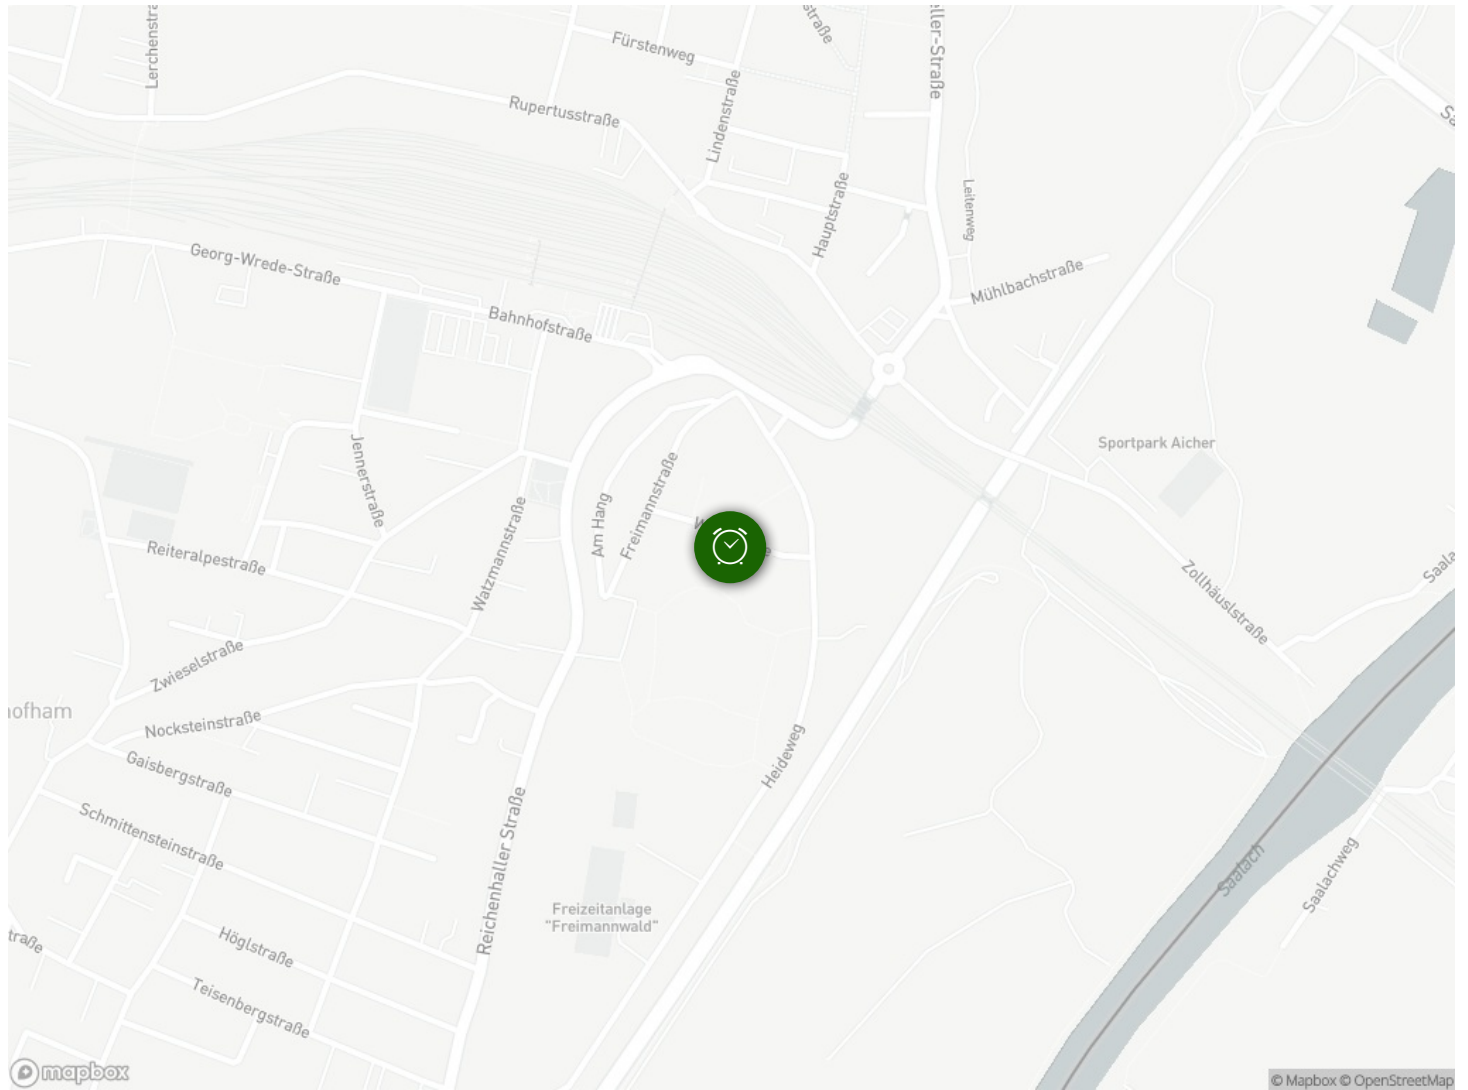 Lerchenstra
Fürstenweg
straße
eller-Straße
Rupertusstraße
Lindenstraße
Hauptstraße
Leitenweg
Georg-Wrede-Straße
Mühlbachstraße
Bahnhofstraße
Sportpark Aicher
Jennerstraße
Freimannstraße
Am Hang
Watzmannstraße
Reiteralpestraße
Zollhäuslstraße
Saala
Zwieselstraße
hofham
Nocksteinstraße
Heideweg
Gaisbergstraße
Schmittensteinstraße
Reichenhaller Straße
Saalach
Saalachweg
Freizeitanlage
"Freimannwald"
traße
Höglstraße
Teisenbergstraße
mapbox
© Mapbox © OpenStreetMap